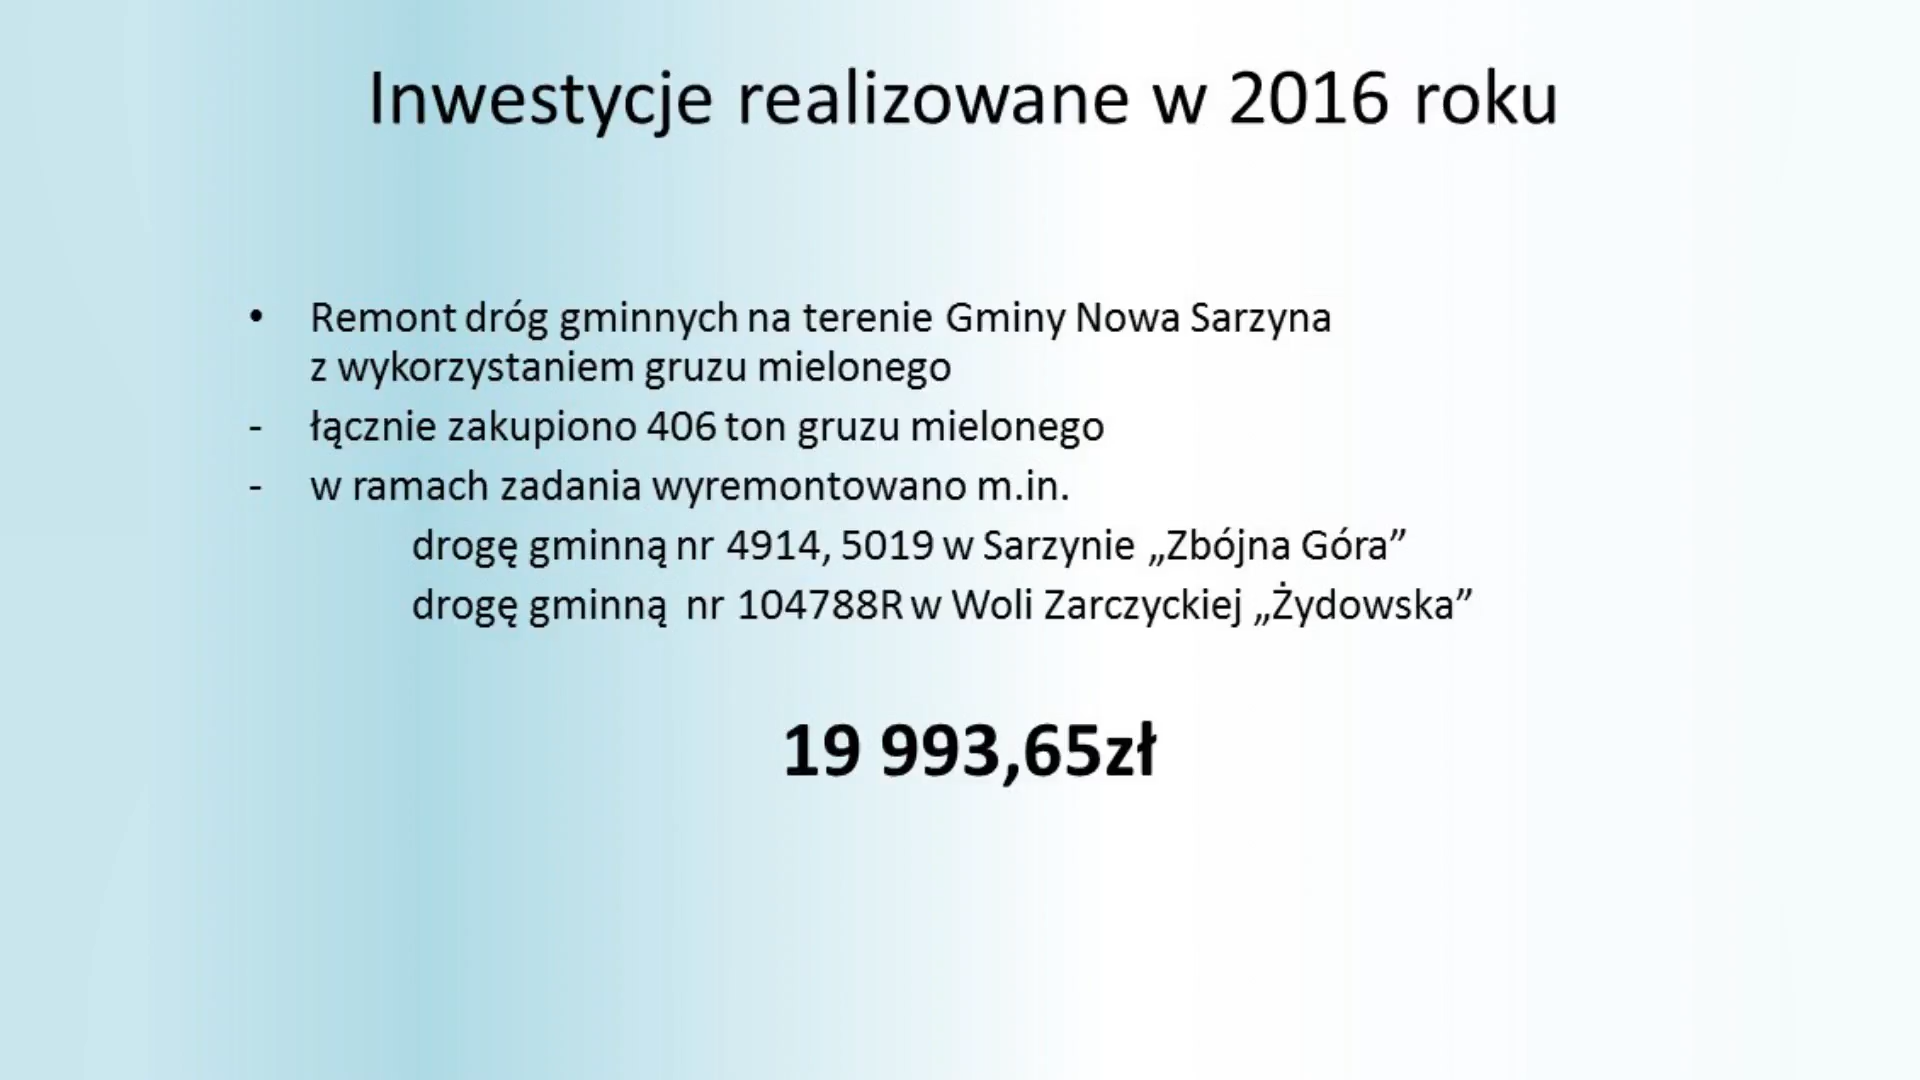 Inwestycje realizowane w 2016 roku
• Remont dróg gminnych na terenie Gminy Nowa Sarzyna
z wykorzystaniem gruzu mielonego
- łącznie zakupiono 406 ton gruzu mielonego
- w ramach zadania wyremontowano m.in.
drogę gminną nr 4914, 5019 w Sarzynie „Zbójna Góra”
drogę gminną nr 104788R w Woli Zarczyckiej „Żydowska”
19 993,65zł